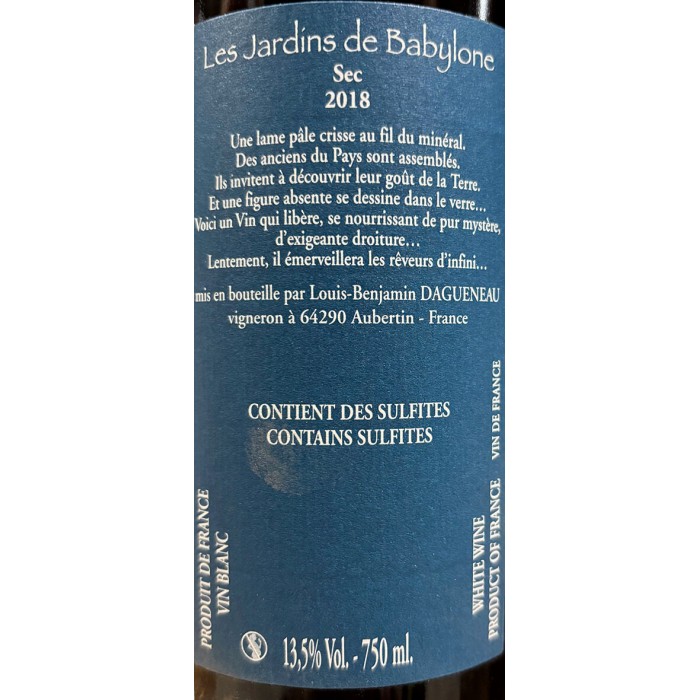 Les Jardins de Babylone
Sec
2018
Une lame pâle crisse au fil du minéral.
Des anciens du Pays sont assemblés.
Ils invitent à découvrir leur goût de la Terre.
Et une figure absente se dessine dans le verre...
Voici un Vin qui libère, se nourrissant de pur mystère,
d'exigeante droiture...
Lentement, il émerveillera les rêveurs d'infini...
mis en bouteille par Louis-Benjamin DAGUENEAU
vigneron à 64290 Aubertin - France
CONTIENT DES SULFITES
CONTAINS SULFITES
PRODUIT DE FRANCE
VIN BLANC
WHITE WINE
PRODUCT OF FRANCE
VIN DE FRANCE
13,5% Vol. - 750 ml.